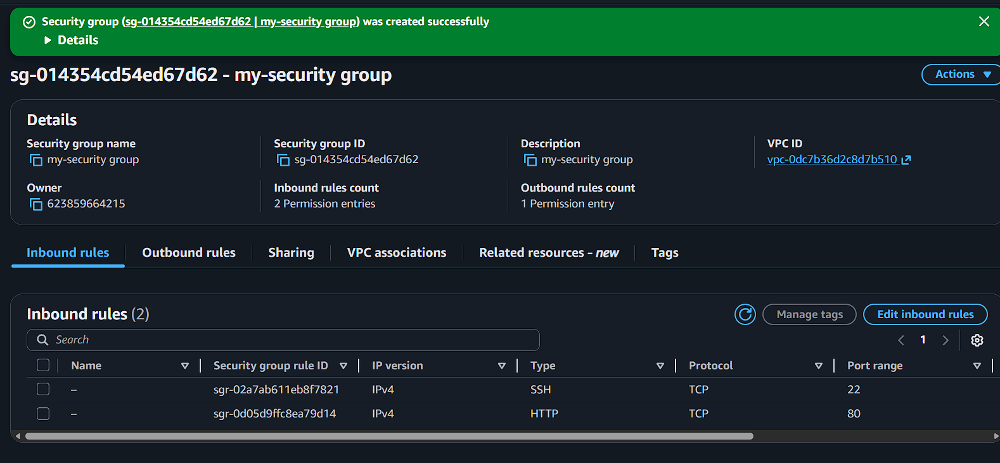 Security group (sg-014354cd54ed67d62 | my-security group) was created successfully
Details
sg-014354cd54ed67d62 - my-security group
Actions
Details
Security group name
my-security group
Security group ID
sg-014354cd54ed67d62
Description
my-security group
VPC ID
vpc-0dc7b36d2c8d7b510
Owner
623859664215
Inbound rules count
2 Permission entries
Outbound rules count
1 Permission entry
Inbound rules Outbound rules Sharing VPC associations Related resources - new Tags
Inbound rules (2)
Manage tags Edit inbound rules
Search
1
Name Security group rule ID IP version Type Protocol Port range
– sgr-02a7ab611eb8f7821 IPv4 SSH TCP 22
– sgr-0d05d9ffc8ea79d14 IPv4 HTTP TCP 80